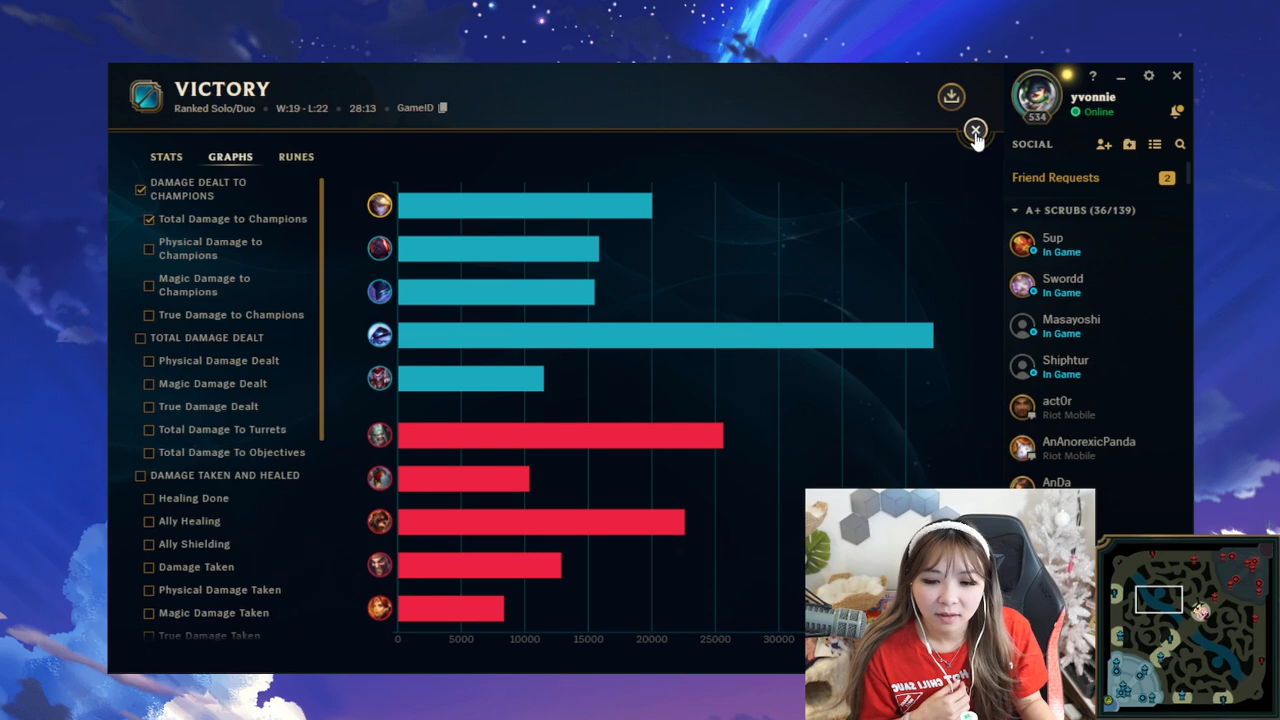 VICTORY
Ranked Solo/Duo • W:19 - L:22 • 28:13 • GameID
STATS GRAPHS RUNES
DAMAGE DEALT TO
CHAMPIONS
Total Damage to Champions
Physical Damage to
Champions
Magic Damage to
Champions
True Damage to Champions
TOTAL DAMAGE DEALT
Physical Damage Dealt
Magic Damage Dealt
True Damage Dealt
Total Damage To Turrets
Total Damage To Objectives
DAMAGE TAKEN AND HEALED
Healing Done
Ally Healing
Ally Shielding
Damage Taken
Physical Damage Taken
Magic Damage Taken
True Damage Taken
0 5000 10000 15000 20000 25000 30000
?
534
yvonnie
Online
SOCIAL
Friend Requests 2
A+ SCRUBS (36/139)
5up
In Game
Swordd
In Game
Masayoshi
In Game
Shiphtur
In Game
act0r
Riot Mobile
AnAnorexicPanda
Riot Mobile
AnDa